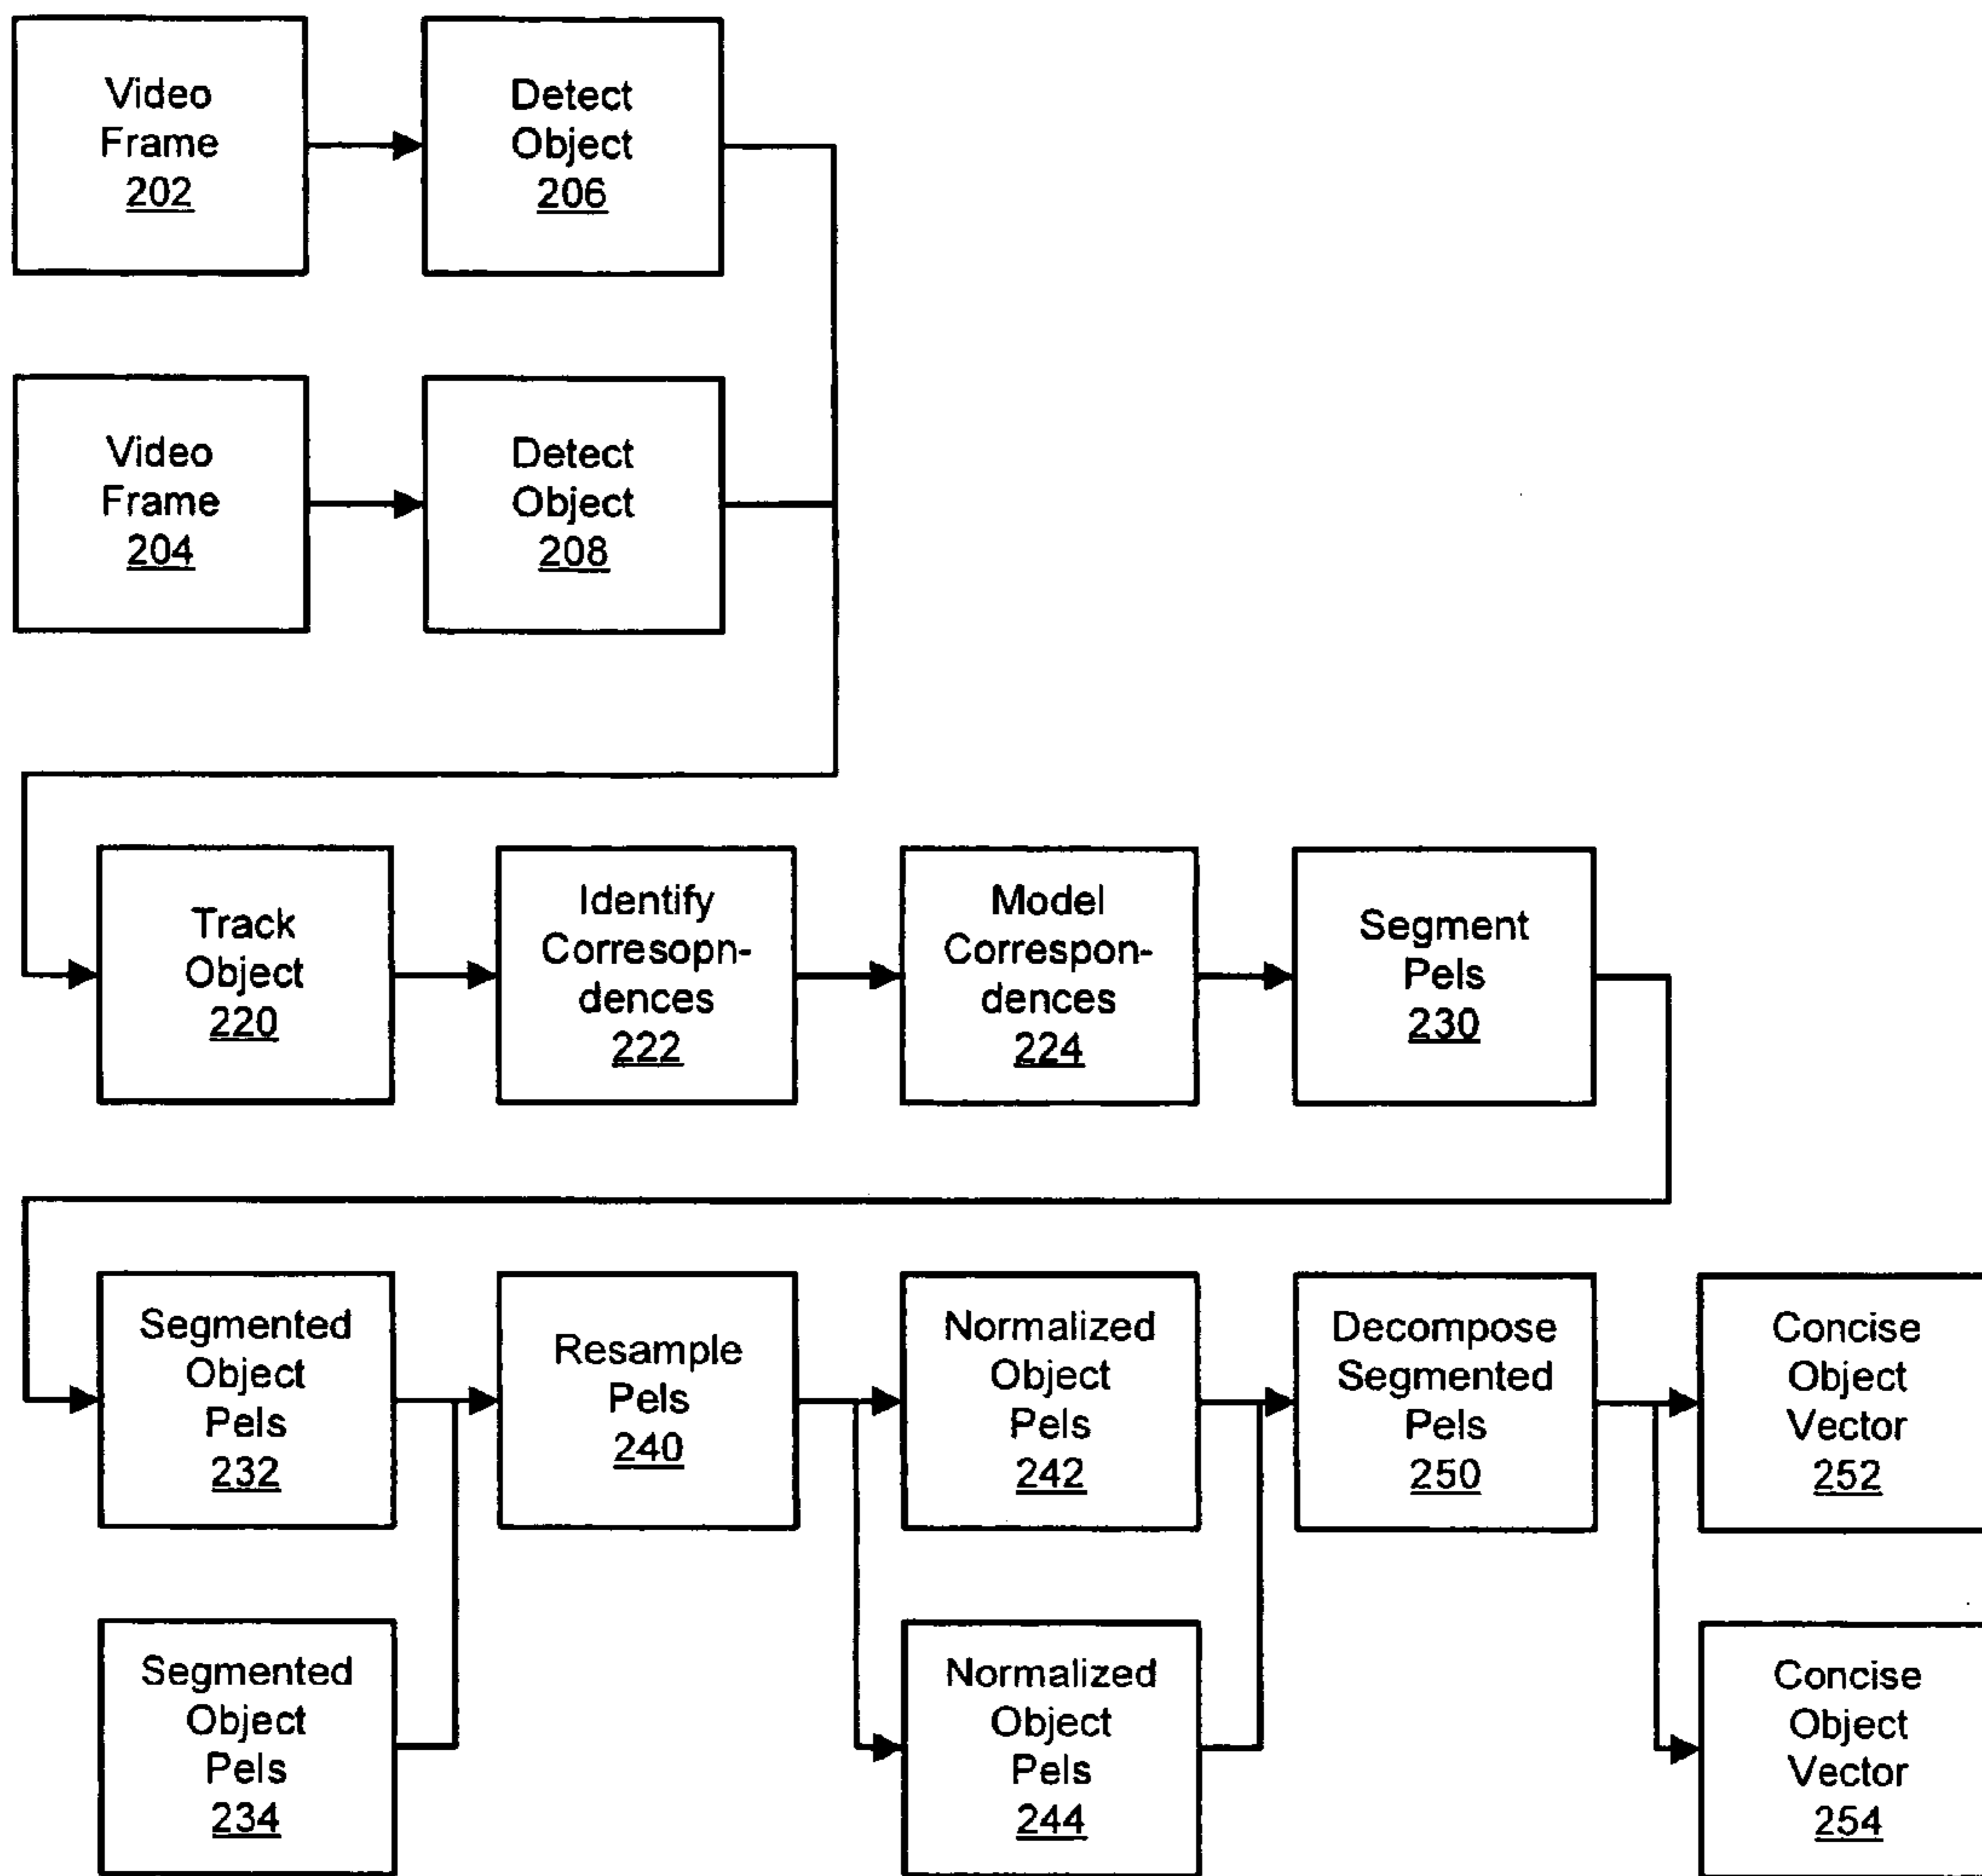 Video
Frame
202
Detect
Object
206
Video
Frame
204
Detect
Object
208
Track
Object
220
Identify
Corresopn-
dences
222
Model
Correspon-
dences
224
Segment
Pels
230
Segmented
Object
Pels
232
Resample
Pels
240
Normalized
Object
Pels
242
Decompose
Segmented
Pels
250
Concise
Object
Vector
252
Segmented
Object
Pels
234
Normalized
Object
Pels
244
Concise
Object
Vector
254